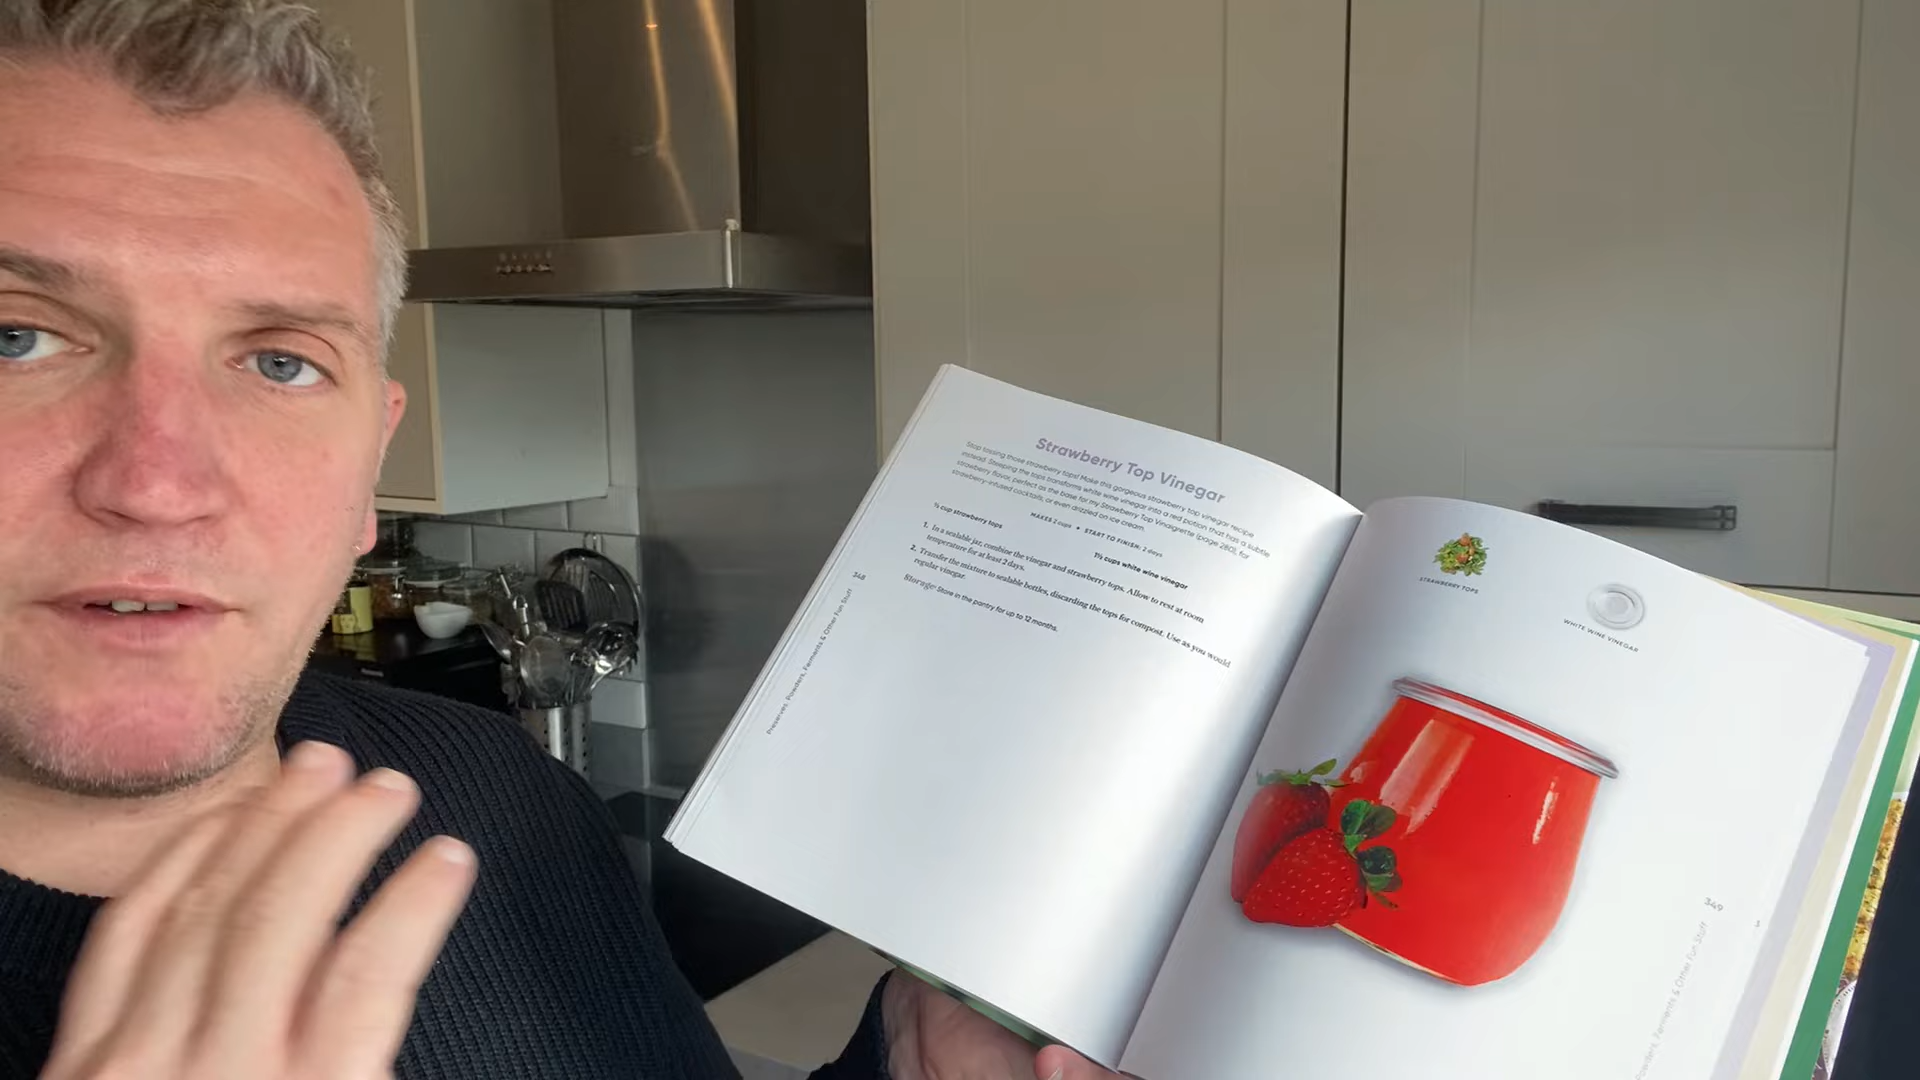 Strawberry Top Vinegar
Stop tossing those strawberry tops! Make this gorgeous strawberry top vinegar recipe
instead. Steeping the tops transforms white wine vinegar into a red potion that has a subtle
strawberry flavor, perfect as the base for my Strawberry Top Vinaigrette (page 280), for
strawberry-infused cocktails, or even drizzled on ice cream.
MAKES 2 cups • START TO FINISH: 2 days
½ cup strawberry tops
1½ cups white wine vinegar
1. In a sealable jar, combine the vinegar and strawberry tops. Allow to rest at room
temperature for at least 2 days.
2. Transfer the mixture to sealable bottles, discarding the tops for compost. Use as you would
regular vinegar.
Storage: Store in the pantry for up to 12 months.
348
Preserves, Powders, Ferments & Other Fun Stuff
STRAWBERRY TOPS
WHITE WINE VINEGAR
349
Powders, Ferments & Other Fun Stuff